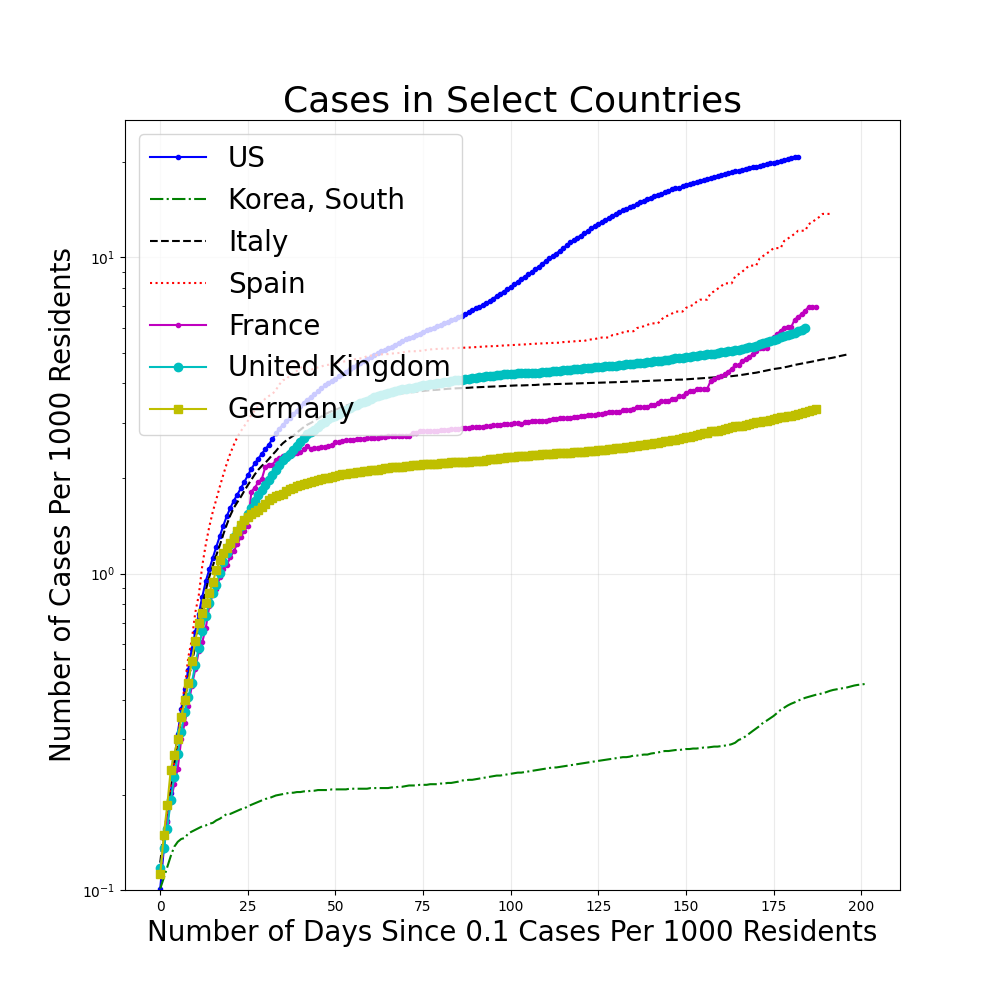 Cases in Select Countries
Number of Cases Per 1000 Residents
US
Korea, South
Italy
Spain
France
United Kingdom
Germany
10¹
10⁰
10⁻¹
0 25 50 75 100 125 150 175 200
Number of Days Since 0.1 Cases Per 1000 Residents